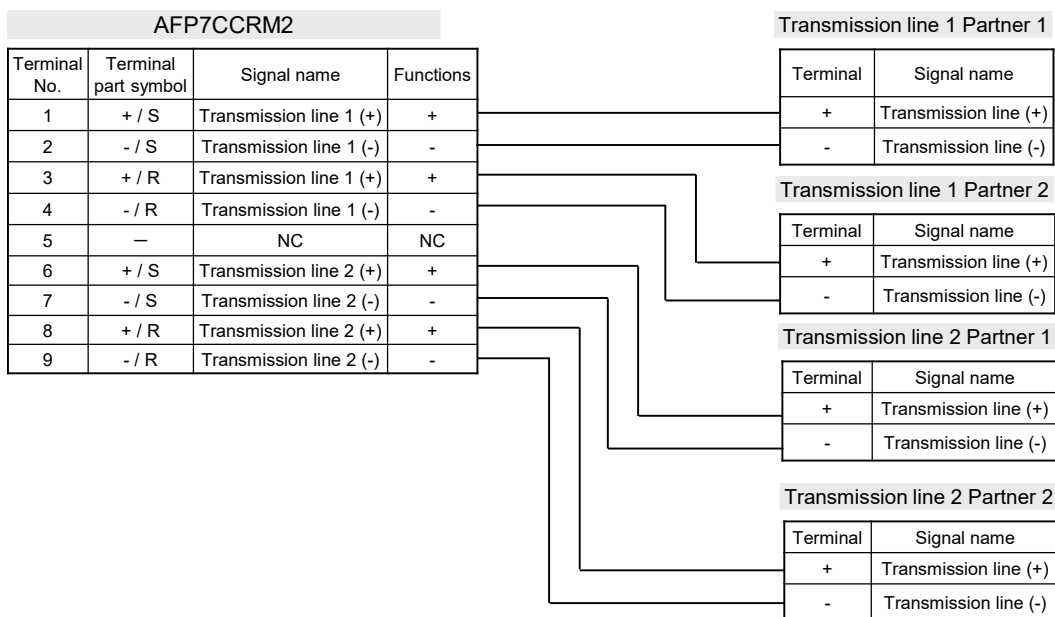 AFP7CCRM2
Terminal No. Terminal part symbol Signal name Functions
1 + / S Transmission line 1 (+) +
2 - / S Transmission line 1 (-) -
3 + / R Transmission line 1 (+) +
4 - / R Transmission line 1 (-) -
5 — NC NC
6 + / S Transmission line 2 (+) +
7 - / S Transmission line 2 (-) -
8 + / R Transmission line 2 (+) +
9 - / R Transmission line 2 (-) -
Transmission line 1 Partner 1
Terminal Signal name
+ Transmission line (+)
- Transmission line (-)
Transmission line 1 Partner 2
Terminal Signal name
+ Transmission line (+)
- Transmission line (-)
Transmission line 2 Partner 1
Terminal Signal name
+ Transmission line (+)
- Transmission line (-)
Transmission line 2 Partner 2
Terminal Signal name
+ Transmission line (+)
- Transmission line (-)